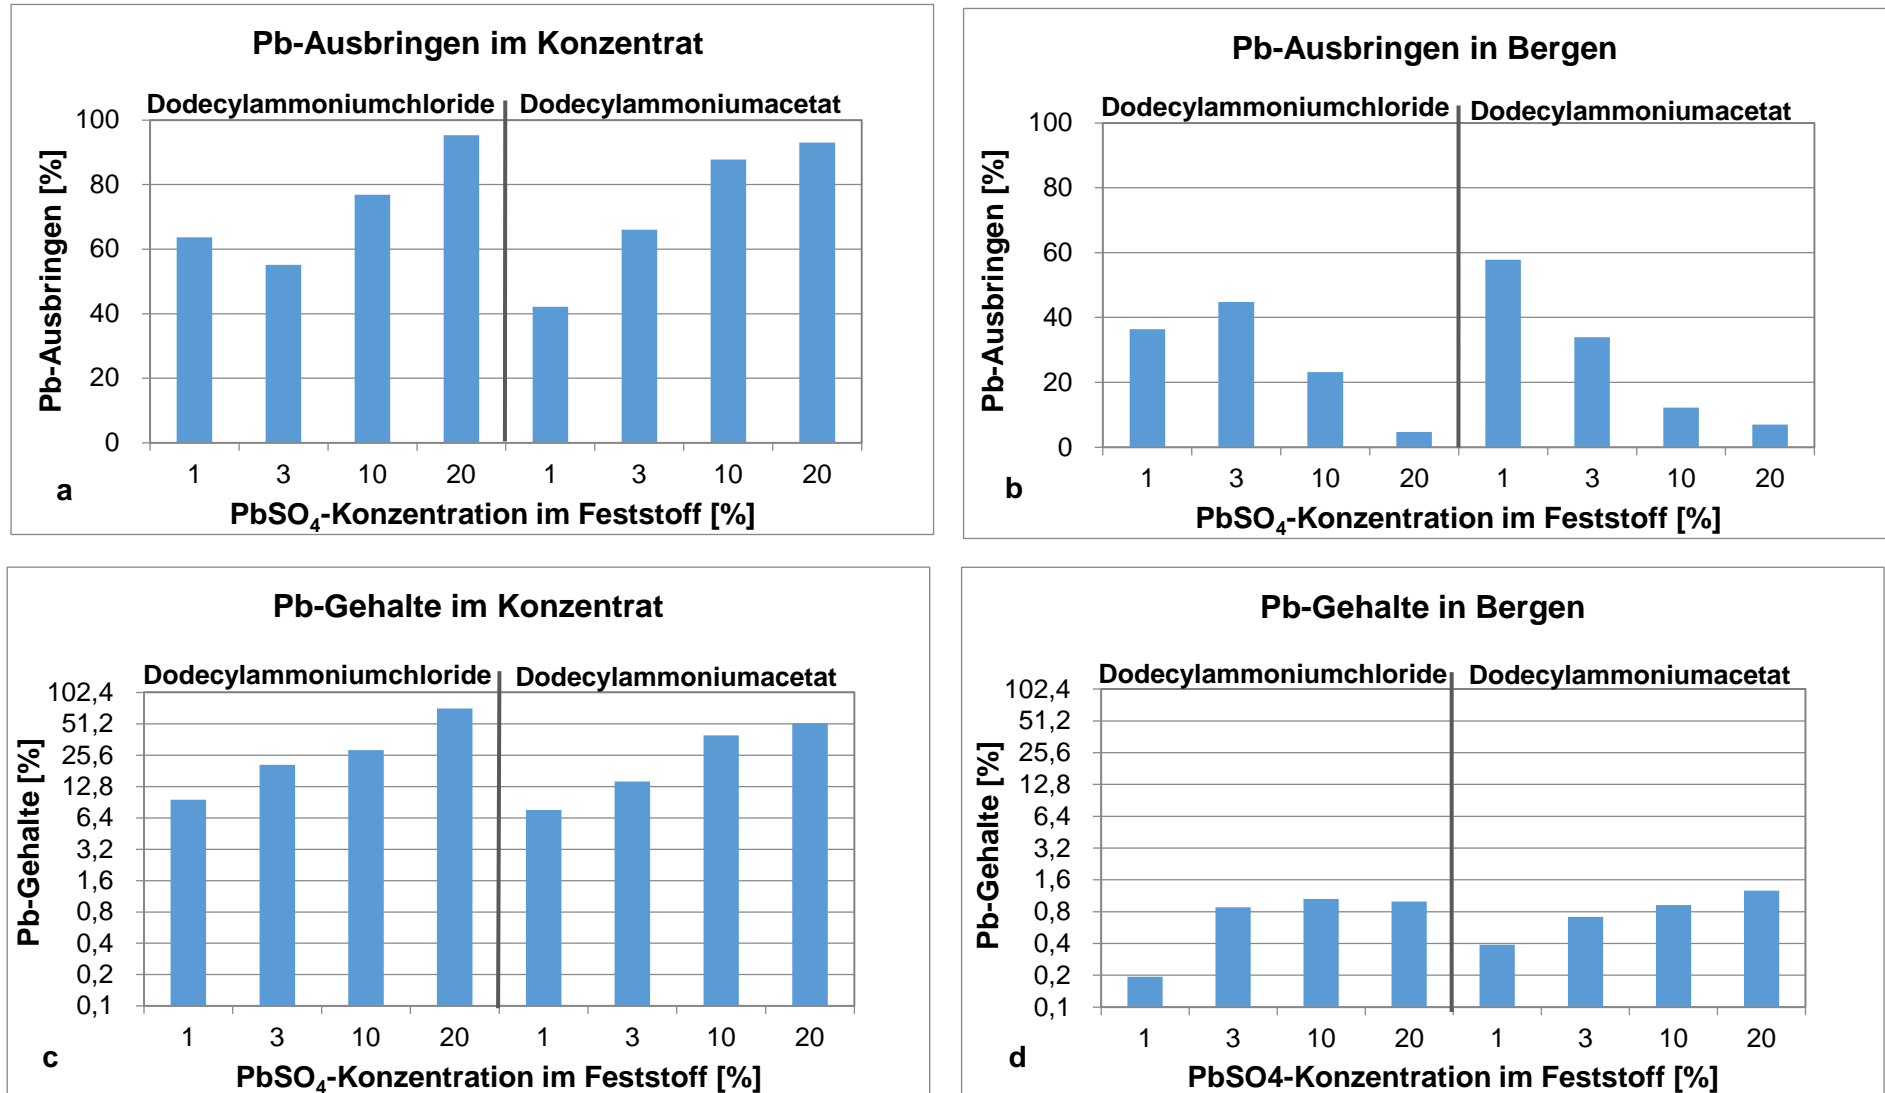 Pb-Ausbringen im Konzentrat
Dodecylammoniumchloride Dodecylammoniumacetat
Pb-Ausbringen [%]
100
80
60
40
20
0
1 3 10 20 1 3 10 20
a
PbSO₄-Konzentration im Feststoff [%]
Pb-Ausbringen in Bergen
Dodecylammoniumchloride Dodecylammoniumacetat
Pb-Ausbringen [%]
100
80
60
40
20
0
1 3 10 20 1 3 10 20
b
PbSO₄-Konzentration im Feststoff [%]
Pb-Gehalte im Konzentrat
Dodecylammoniumchloride Dodecylammoniumacetat
Pb-Gehalte [%]
102,4
51,2
25,6
12,8
6,4
3,2
1,6
0,8
0,4
0,2
0,1
1 3 10 20 1 3 10 20
c
PbSO₄-Konzentration im Feststoff [%]
Pb-Gehalte in Bergen
Dodecylammoniumchloride Dodecylammoniumacetat
Pb-Gehalte [%]
102,4
51,2
25,6
12,8
6,4
3,2
1,6
0,8
0,4
0,2
0,1
1 3 10 20 1 3 10 20
d
PbSO4-Konzentration im Feststoff [%]